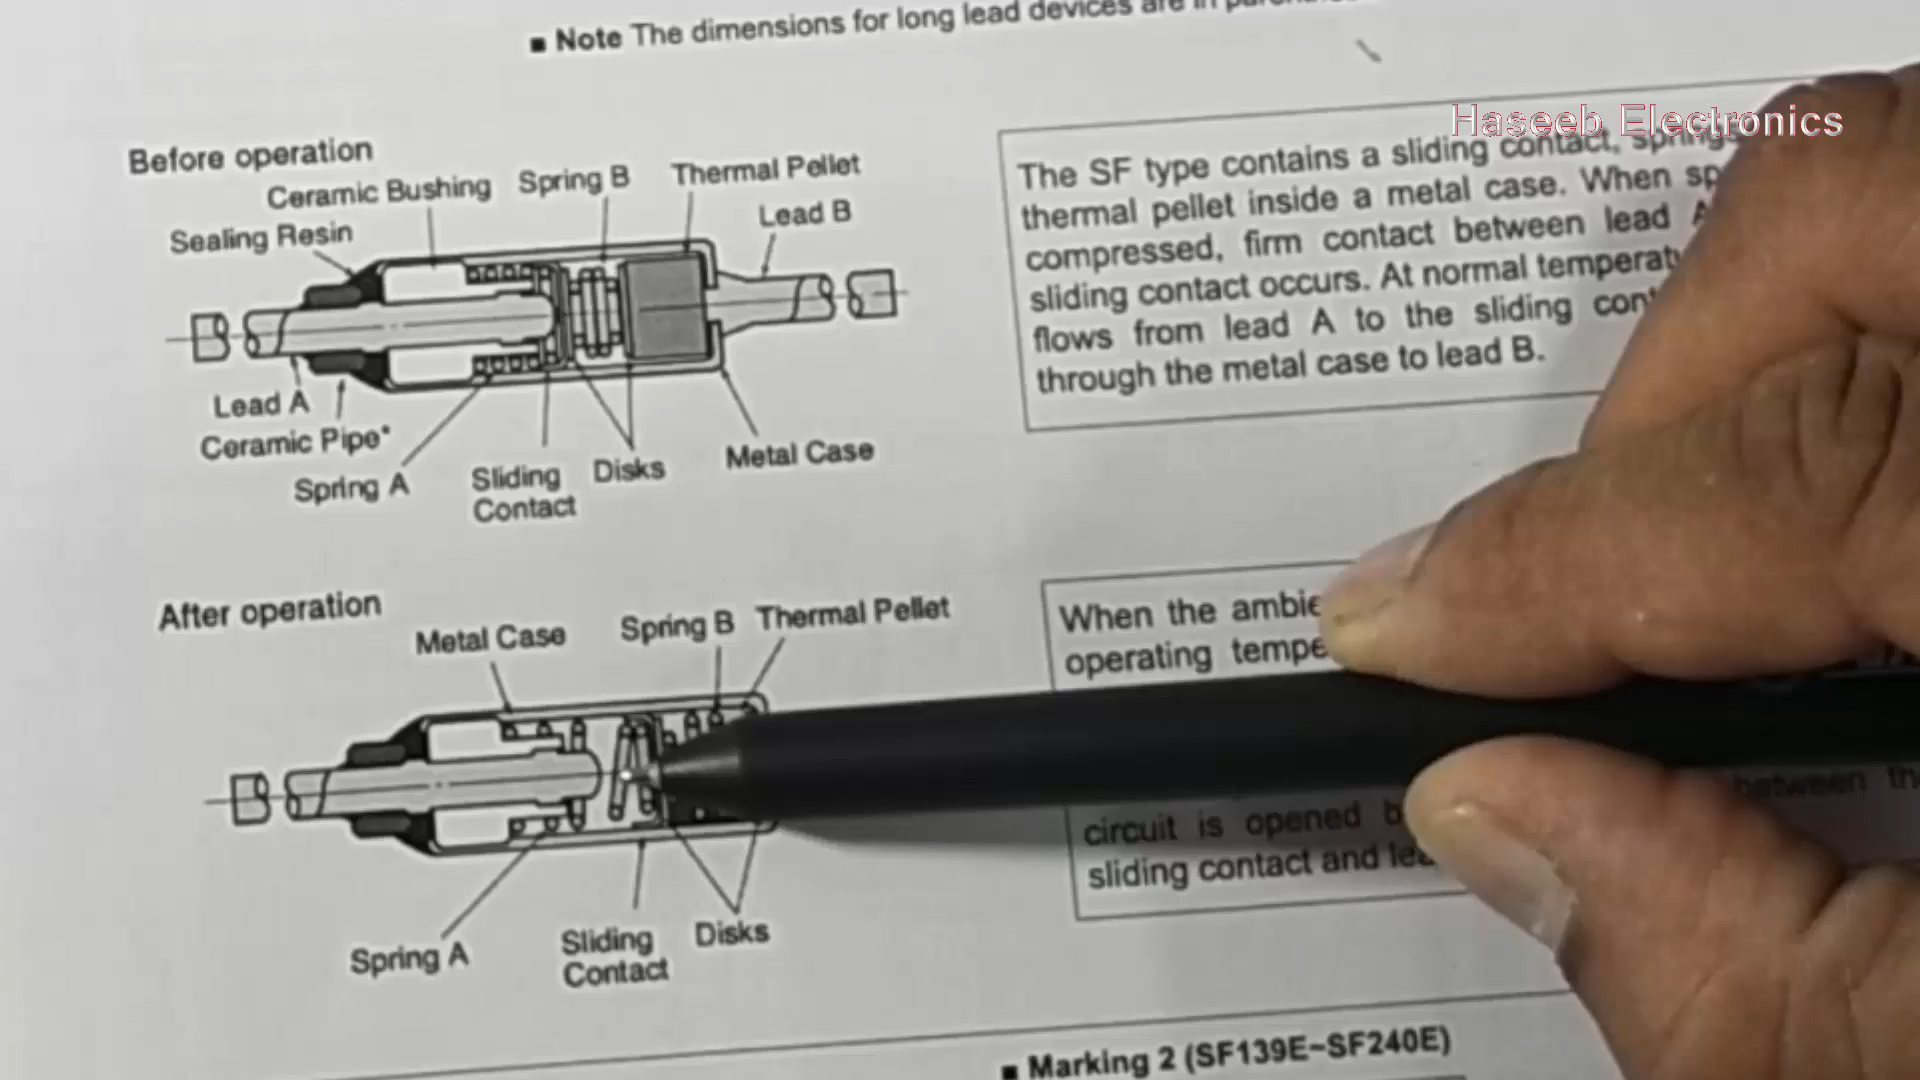 ■ Note The dimensions for long lead devices are in
Haseeb Electronics
Before operation
Ceramic Bushing
Spring B
Thermal Pellet
Sealing Resin
Lead B
Lead A
Ceramic Pipe*
Spring A
Sliding
Contact
Disks
Metal Case
The SF type contains a sliding contact, springs
thermal pellet inside a metal case. When
compressed, firm contact between lead
sliding contact occurs. At normal
flows from lead A to the sliding
through the metal case to lead B.
After operation
Metal Case
Spring B
Thermal Pellet
Spring A
Sliding
Contact
Disks
When the
operating
between
circuit is opened
sliding contact and
■ Marking 2 (SF139E~SF240E)